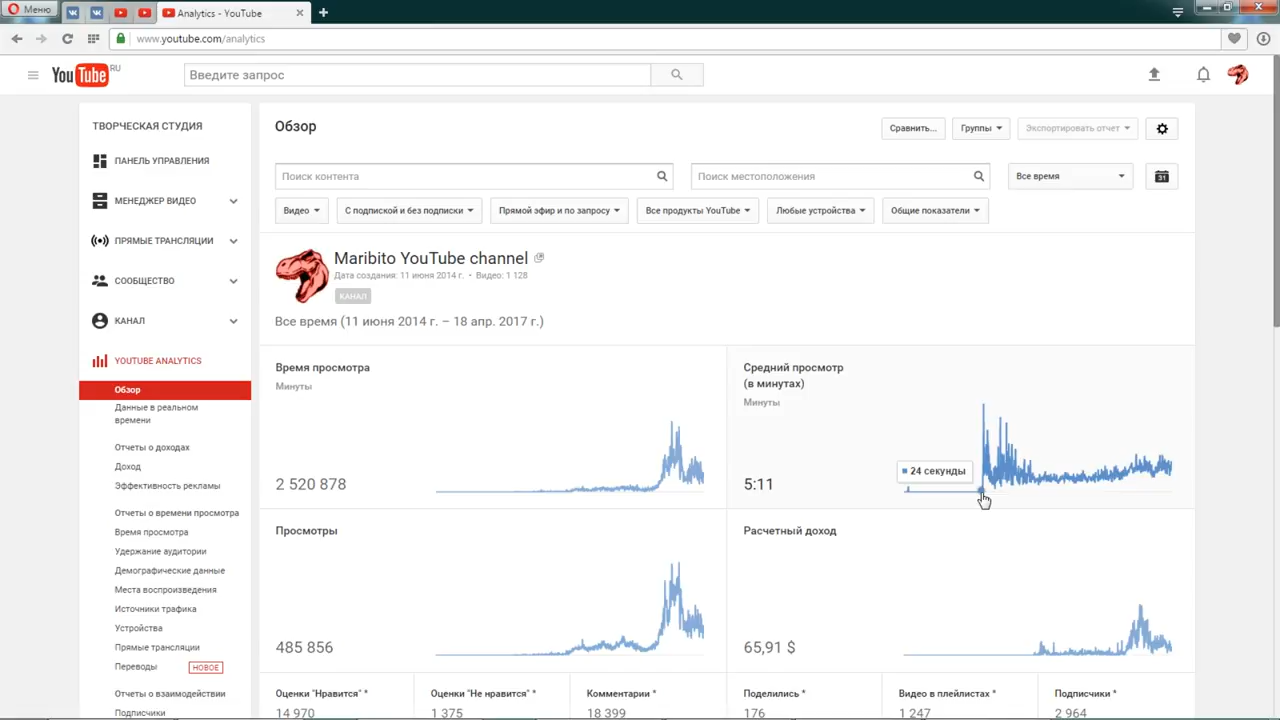 Меню
Analytics - YouTube
www.youtube.com/analytics
YouTube RU
Введите запрос
ТВОРЧЕСКАЯ СТУДИЯ
ПАНЕЛЬ УПРАВЛЕНИЯ
МЕНЕДЖЕР ВИДЕО
ПРЯМЫЕ ТРАНСЛЯЦИИ
СООБЩЕСТВО
КАНАЛ
YOUTUBE ANALYTICS
Обзор
Данные в реальном
времени
Отчеты о доходах
Доход
Эффективность рекламы
Отчеты о времени просмотра
Время просмотра
Удержание аудитории
Демографические данные
Места воспроизведения
Источники трафика
Устройства
Прямые трансляции
Переводы НОВОЕ
Отчеты о взаимодействии
Подписчики
Обзор
Сравнить... Группы Экспортировать отчет
Поиск контента Поиск местоположения Все время 31
Видео С подпиской и без подписки Прямой эфир и по запросу Все продукты YouTube Любые устройства Общие показатели
Maribito YouTube channel
Дата создания: 11 июня 2014 г. • Видео: 1 128
КАНАЛ
Все время (11 июня 2014 г. – 18 апр. 2017 г.)
Время просмотра
Минуты
2 520 878
Средний просмотр
(в минутах)
Минуты
24 секунды
5:11
Просмотры
485 856
Расчетный доход
65,91 $
Оценки "Нравится" * Оценки "Не нравится" * Комментарии * Поделились * Видео в плейлистах * Подписчики *
14 970 1 375 18 399 176 1 247 2 964